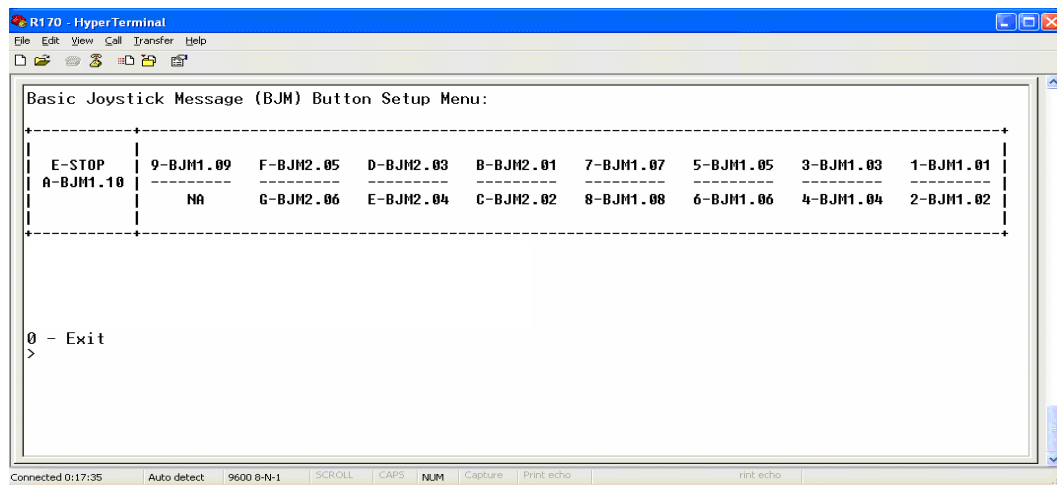 R170 - HyperTerminal
File Edit View Call Transfer Help
Basic Joystick Message (BJM) Button Setup Menu:
+-----------+---------------------------------------------------------------------------------------+
E-STOP | 9-BJM1.09 F-BJM2.05 D-BJM2.03 B-BJM2.01 7-BJM1.07 5-BJM1.05 3-BJM1.03 1-BJM1.01
A-BJM1.10 | --------- --------- --------- --------- --------- --------- --------- ---------
NA G-BJM2.06 E-BJM2.04 C-BJM2.02 8-BJM1.08 6-BJM1.06 4-BJM1.04 2-BJM1.02
+-----------+---------------------------------------------------------------------------------------+
0 - Exit
>
Connected 0:17:35 Auto detect 9600 8-N-1 SCROLL CAPS NUM Capture Print echo rint echo